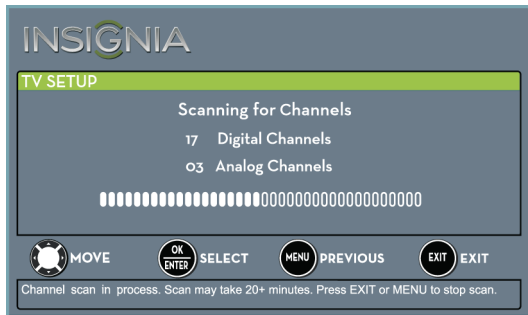 INSIGNIA
TV SETUP
Scanning for Channels
17 Digital Channels
03 Analog Channels
MOVE OK ENTER SELECT MENU PREVIOUS EXIT EXIT
Channel scan in process. Scan may take 20+ minutes. Press EXIT or MENU to stop scan.